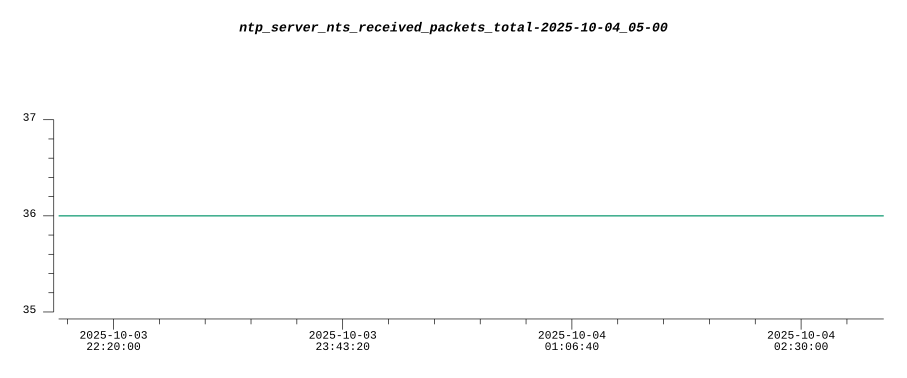 ntp_server_nts_received_packets_total-2025-10-04_05-00
37
36
35
2025-10-03 2025-10-03 2025-10-04 2025-10-04
22:20:00 23:43:20 01:06:40 02:30:00